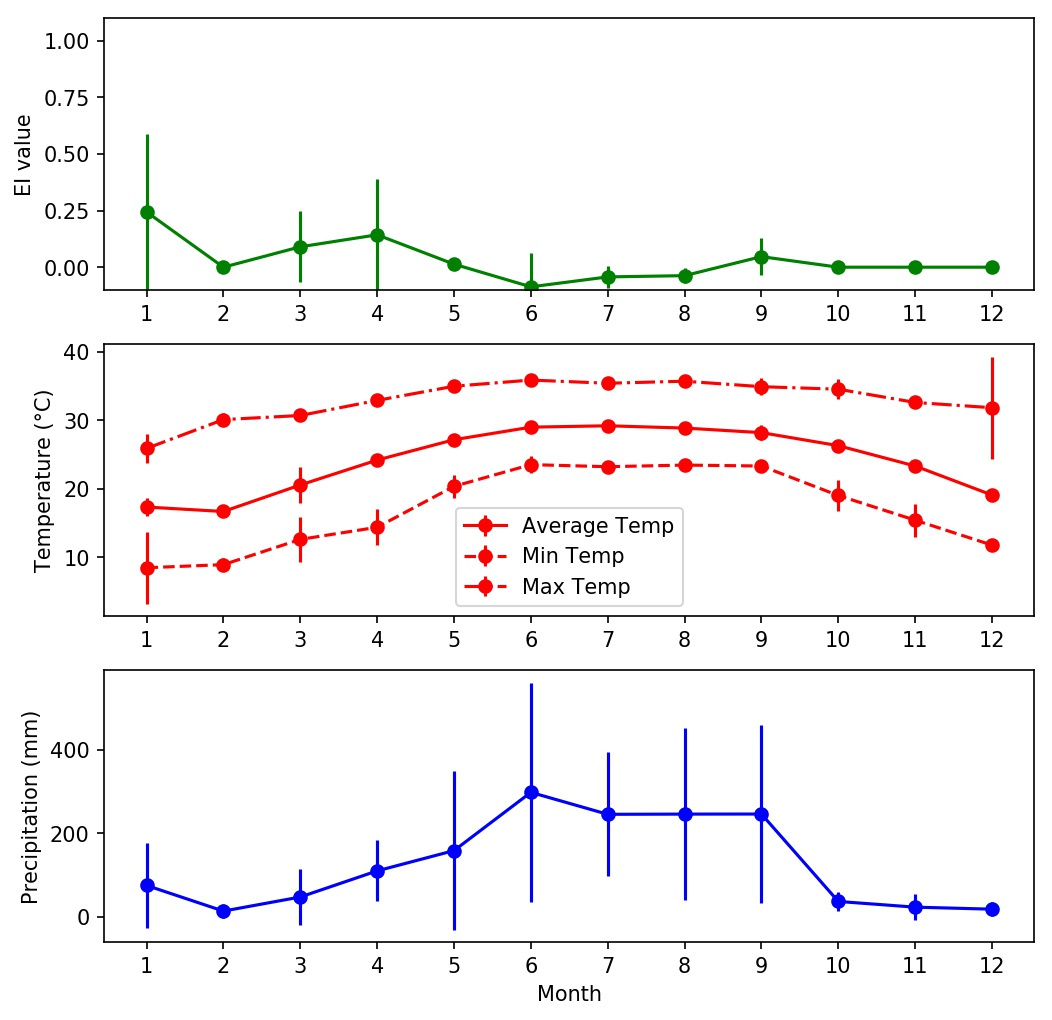 1.00
0.75
0.50
0.25
0.00
EI value
1 2 3 4 5 6 7 8 9 10 11 12
40
30
20
10
Temperature (°C)
Average Temp
Min Temp
Max Temp
1 2 3 4 5 6 7 8 9 10 11 12
400
200
0
Precipitation (mm)
1 2 3 4 5 6 7 8 9 10 11 12
Month